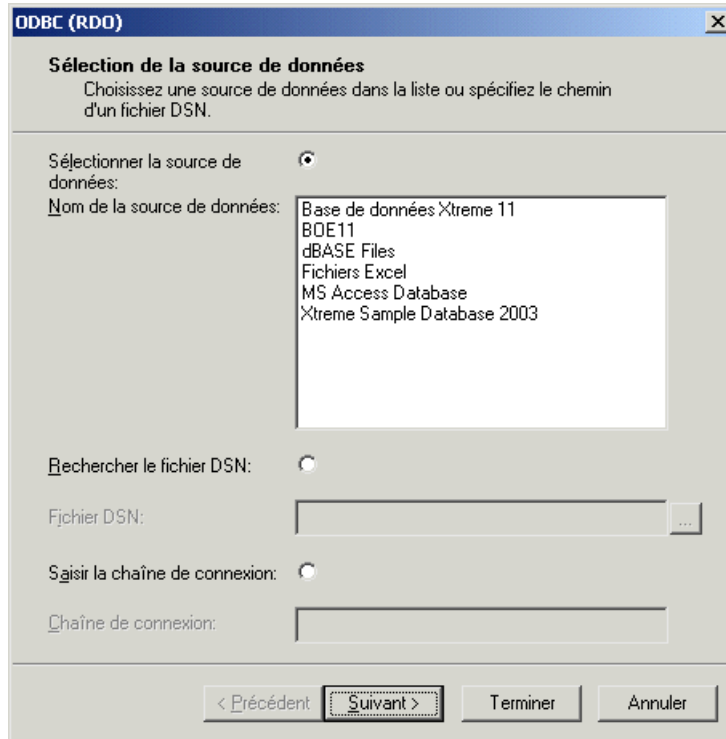 ODBC (RDO)
Sélection de la source de données
Choisissez une source de données dans la liste ou spécifiez le chemin
d'un fichier DSN.
Sélectionner la source de
données:
Nom de la source de données:
Base de données Xtreme 11
BOE11
dBASE Files
Fichiers Excel
MS Access Database
Xtreme Sample Database 2003
Rechercher le fichier DSN:
Fichier DSN:
...
Saisir la chaîne de connexion:
Chaîne de connexion:
< Précédent
Suivant >
Terminer
Annuler